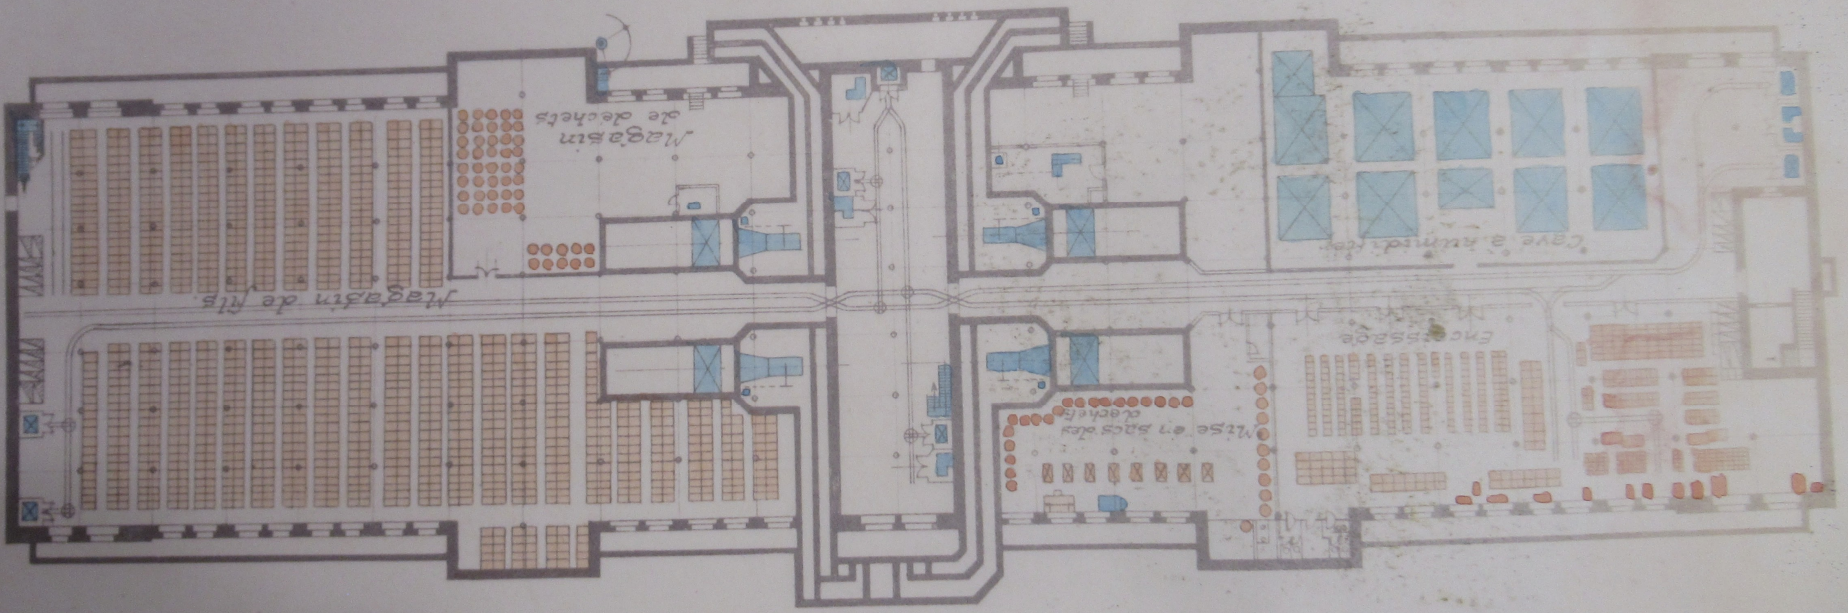 Encaissage
Mise en sacs des
déchets
Magasin de fils.
Cave à humidifier
Magasin
de déchets